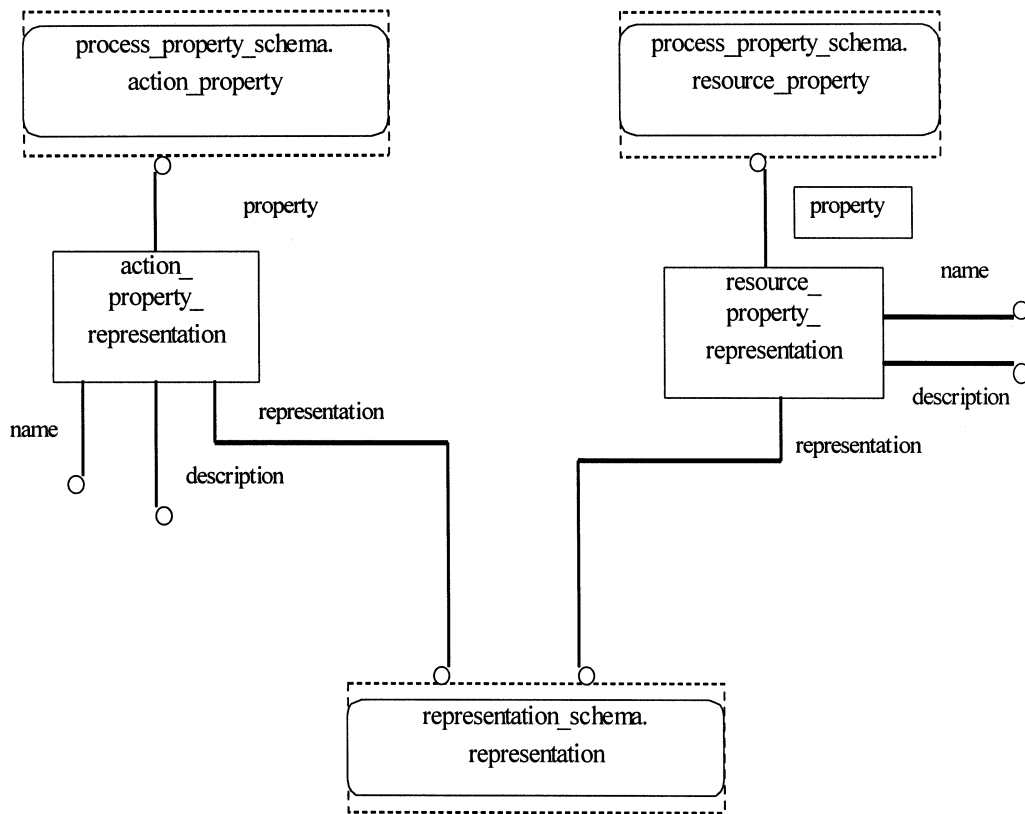 process_property_schema.
action_property
process_property_schema.
resource_property
property
property
action_
property_
representation
resource_
property_
representation
name
description
representation
name
description
representation
representation_schema.
representation